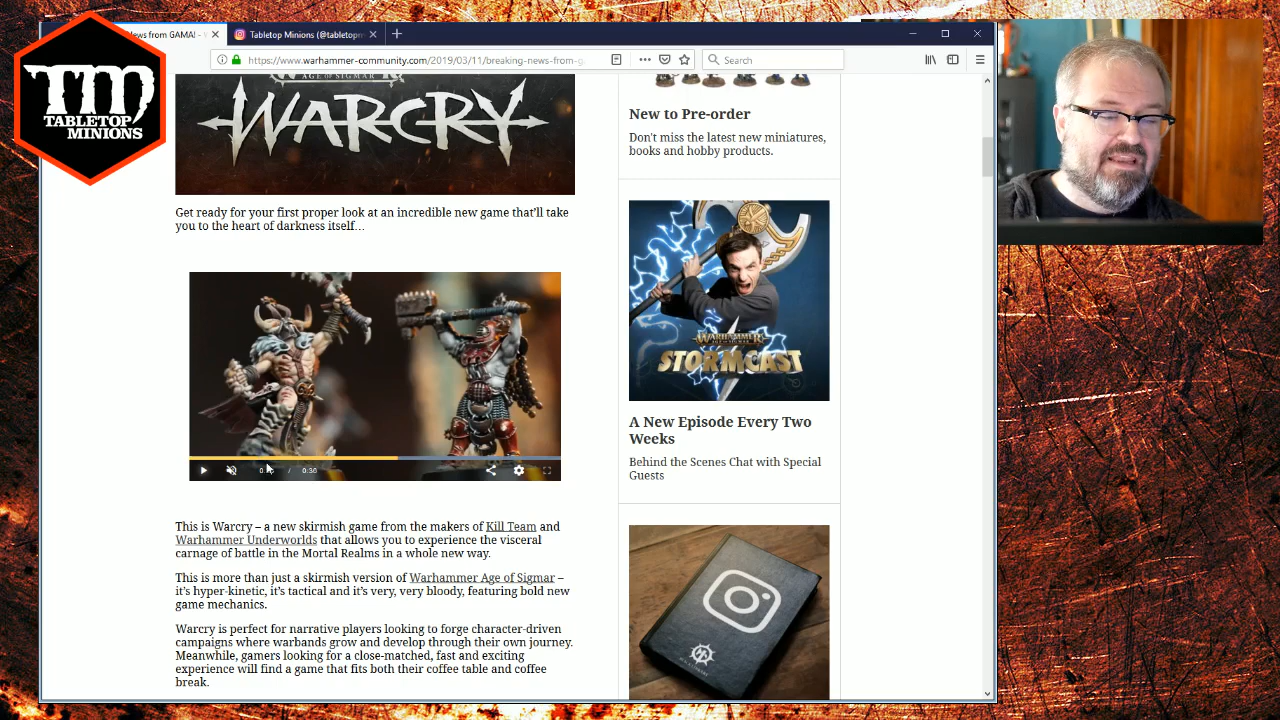 TM
TABLETOP
MINIONS
News from GAMA! -
Tabletop Minions (@tabletopm
https://www.warhammer-community.com/2019/03/11/breaking-news-from-g
Search
AGE OF SIGMAR
WARCRY
Get ready for your first proper look at an incredible new game that'll take
you to the heart of darkness itself…
/ 0:30
This is Warcry – a new skirmish game from the makers of Kill Team and
Warhammer Underworlds that allows you to experience the visceral
carnage of battle in the Mortal Realms in a whole new way.
This is more than just a skirmish version of Warhammer Age of Sigmar –
it's hyper-kinetic, it's tactical and it's very, very bloody, featuring bold new
game mechanics.
Warcry is perfect for narrative players looking to forge character-driven
campaigns where warbands grow and develop through their own journey.
Meanwhile, gamers looking for a close-matched, fast and exciting
experience will find a game that fits both their coffee table and coffee
break.
New to Pre-order
Don't miss the latest new miniatures,
books and hobby products.
WARHAMMER
STORMCAST
A New Episode Every Two
Weeks
Behind the Scenes Chat with Special
Guests